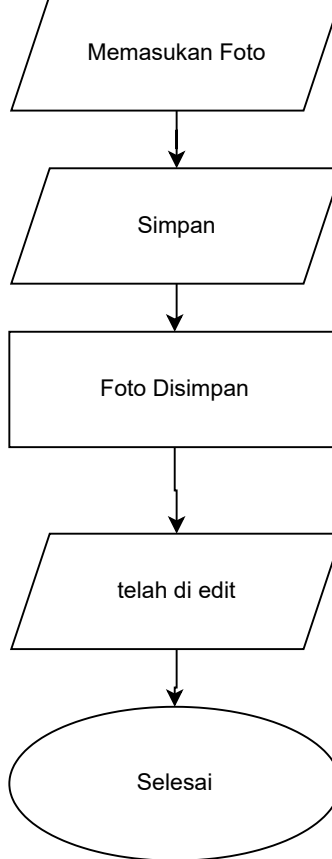 Memasukan Foto
Simpan
Foto Disimpan
telah di edit
Selesai